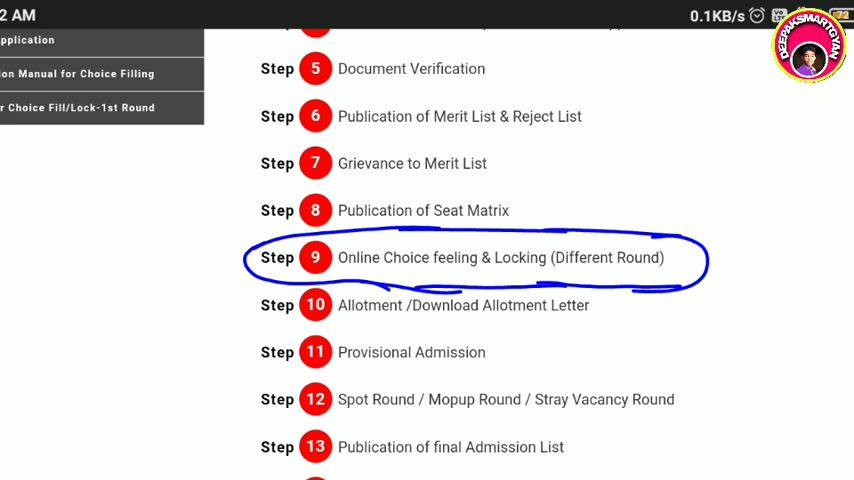 2 AM
0.1KB/s
72
DEEPAKSMARTGYAN
pplication
ion Manual for Choice Filling
r Choice Fill/Lock-1st Round
Step 5 Document Verification
Step 6 Publication of Merit List & Reject List
Step 7 Grievance to Merit List
Step 8 Publication of Seat Matrix
Step 9 Online Choice feeling & Locking (Different Round)
Step 10 Allotment /Download Allotment Letter
Step 11 Provisional Admission
Step 12 Spot Round / Mopup Round / Stray Vacancy Round
Step 13 Publication of final Admission List